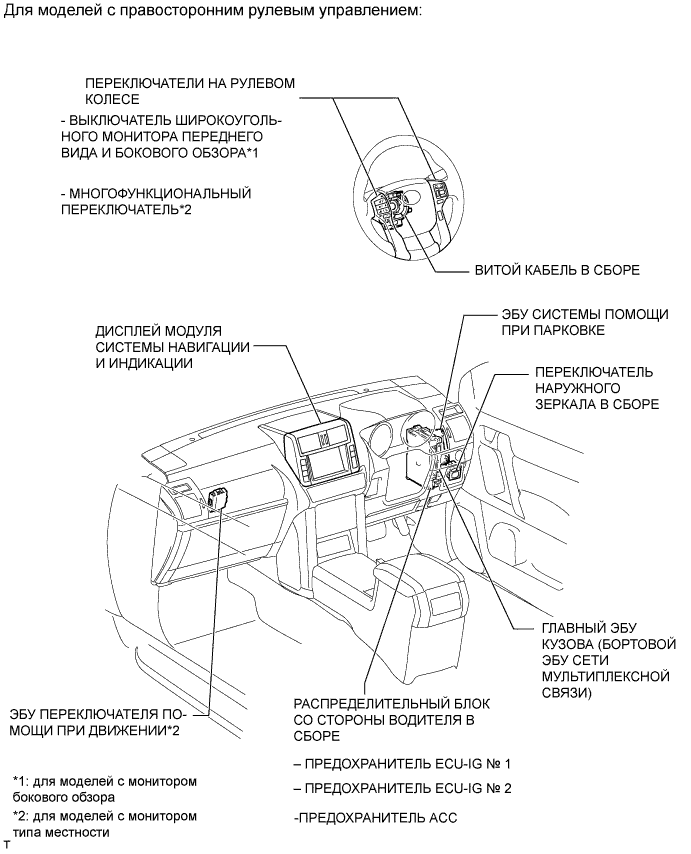 Для моделей с правосторонним рулевым управлением:
ПЕРЕКЛЮЧАТЕЛИ НА РУЛЕВОМ
КОЛЕСЕ
- ВЫКЛЮЧАТЕЛЬ ШИРОКОУГОЛЬ-
НОГО МОНИТОРА ПЕРЕДНЕГО
ВИДА И БОКОВОГО ОБЗОРА*1
- МНОГОФУНКЦИОНАЛЬНЫЙ
ПЕРЕКЛЮЧАТЕЛЬ*2
ВИТОЙ КАБЕЛЬ В СБОРЕ
ЭБУ СИСТЕМЫ ПОМОЩИ
ПРИ ПАРКОВКЕ
ДИСПЛЕЙ МОДУЛЯ
СИСТЕМЫ НАВИГАЦИИ
И ИНДИКАЦИИ
ПЕРЕКЛЮЧАТЕЛЬ
НАРУЖНОГО
ЗЕРКАЛА В СБОРЕ
ГЛАВНЫЙ ЭБУ
КУЗОВА (БОРТОВОЙ
ЭБУ СЕТИ
МУЛЬТИПЛЕКСНОЙ
СВЯЗИ)
ЭБУ ПЕРЕКЛЮЧАТЕЛЯ ПО-
МОЩИ ПРИ ДВИЖЕНИИ*2
РАСПРЕДЕЛИТЕЛЬНЫЙ БЛОК
СО СТОРОНЫ ВОДИТЕЛЯ В
СБОРЕ
– ПРЕДОХРАНИТЕЛЬ ECU-IG № 1
– ПРЕДОХРАНИТЕЛЬ ECU-IG № 2
-ПРЕДОХРАНИТЕЛЬ ACC
*1: для моделей с монитором
бокового обзора
*2: для моделей с монитором
типа местности
T